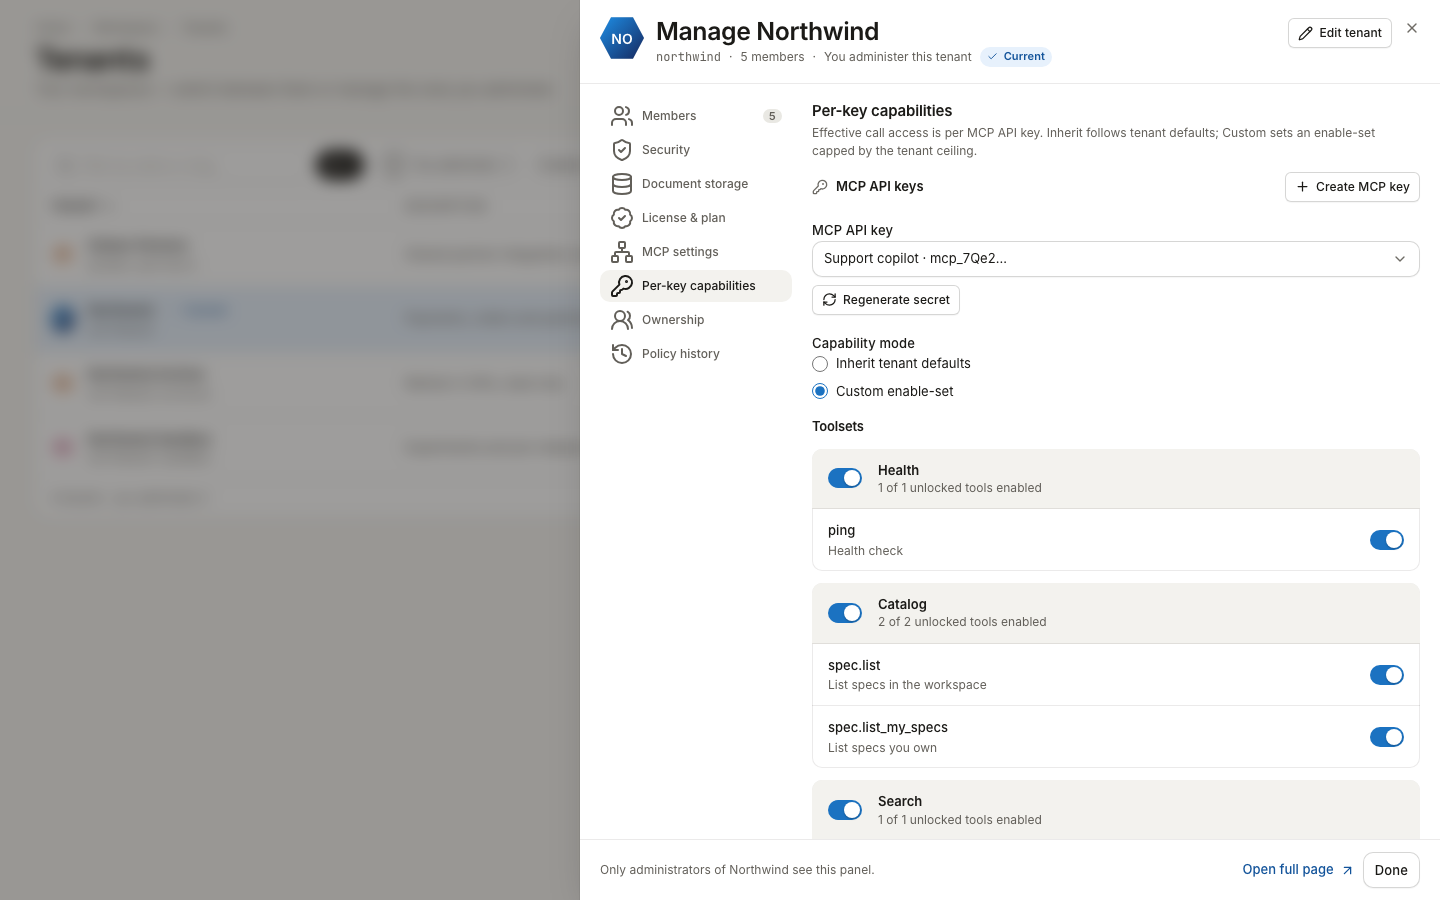 Tenants
NO
Manage Northwind
northwind · 5 members · You administer this tenant
Current
Edit tenant
Members
5
Security
Document storage
License & plan
MCP settings
Per-key capabilities
Ownership
Policy history
Per-key capabilities
Effective call access is per MCP API key. Inherit follows tenant defaults; Custom sets an enable-set
capped by the tenant ceiling.
MCP API keys
Create MCP key
MCP API key
Support copilot · mcp_7Qe2...
Regenerate secret
Capability mode
Inherit tenant defaults
Custom enable-set
Toolsets
Health
1 of 1 unlocked tools enabled
ping
Health check
Catalog
2 of 2 unlocked tools enabled
spec.list
List specs in the workspace
spec.list_my_specs
List specs you own
Search
1 of 1 unlocked tools enabled
Only administrators of Northwind see this panel.
Open full page
Done